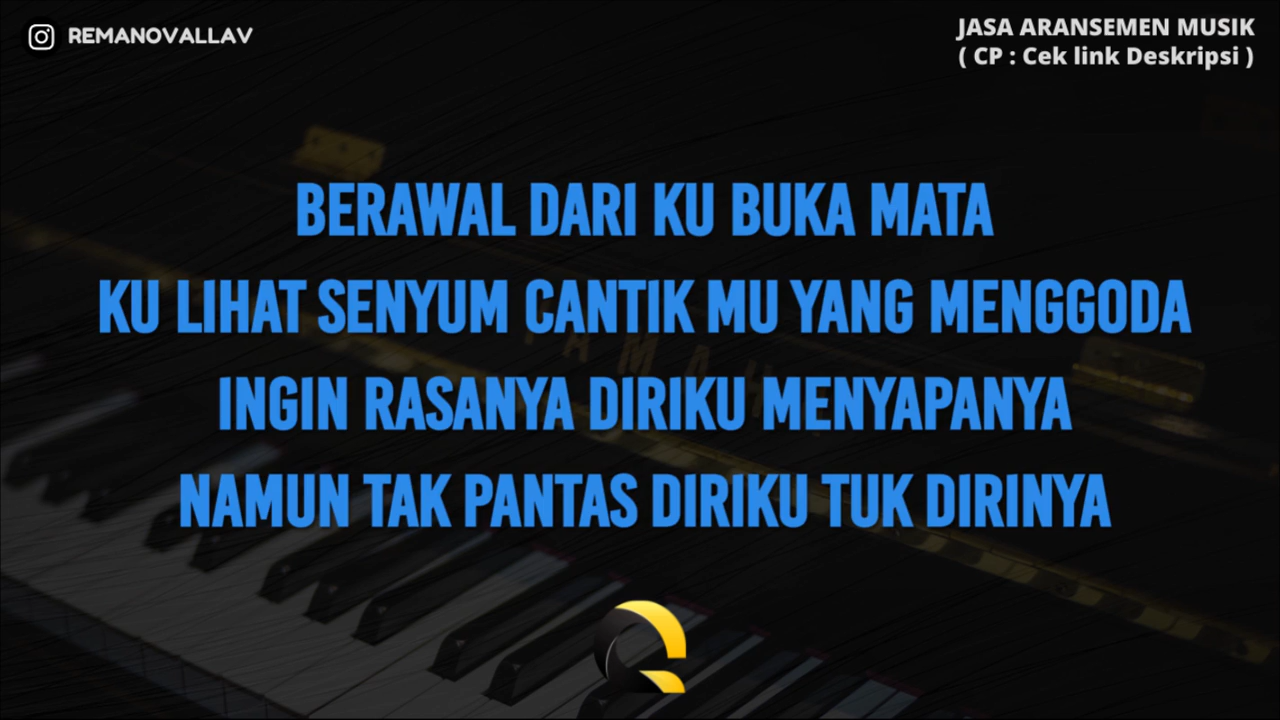 REMANOVALLAV
JASA ARANSEMEN MUSIK
( CP : Cek link Deskripsi )
BERAWAL DARI KU BUKA MATA
KU LIHAT SENYUM CANTIK MU YANG MENGGODA
INGIN RASANYA DIRIKU MENYAPANYA
NAMUN TAK PANTAS DIRIKU TUK DIRINYA